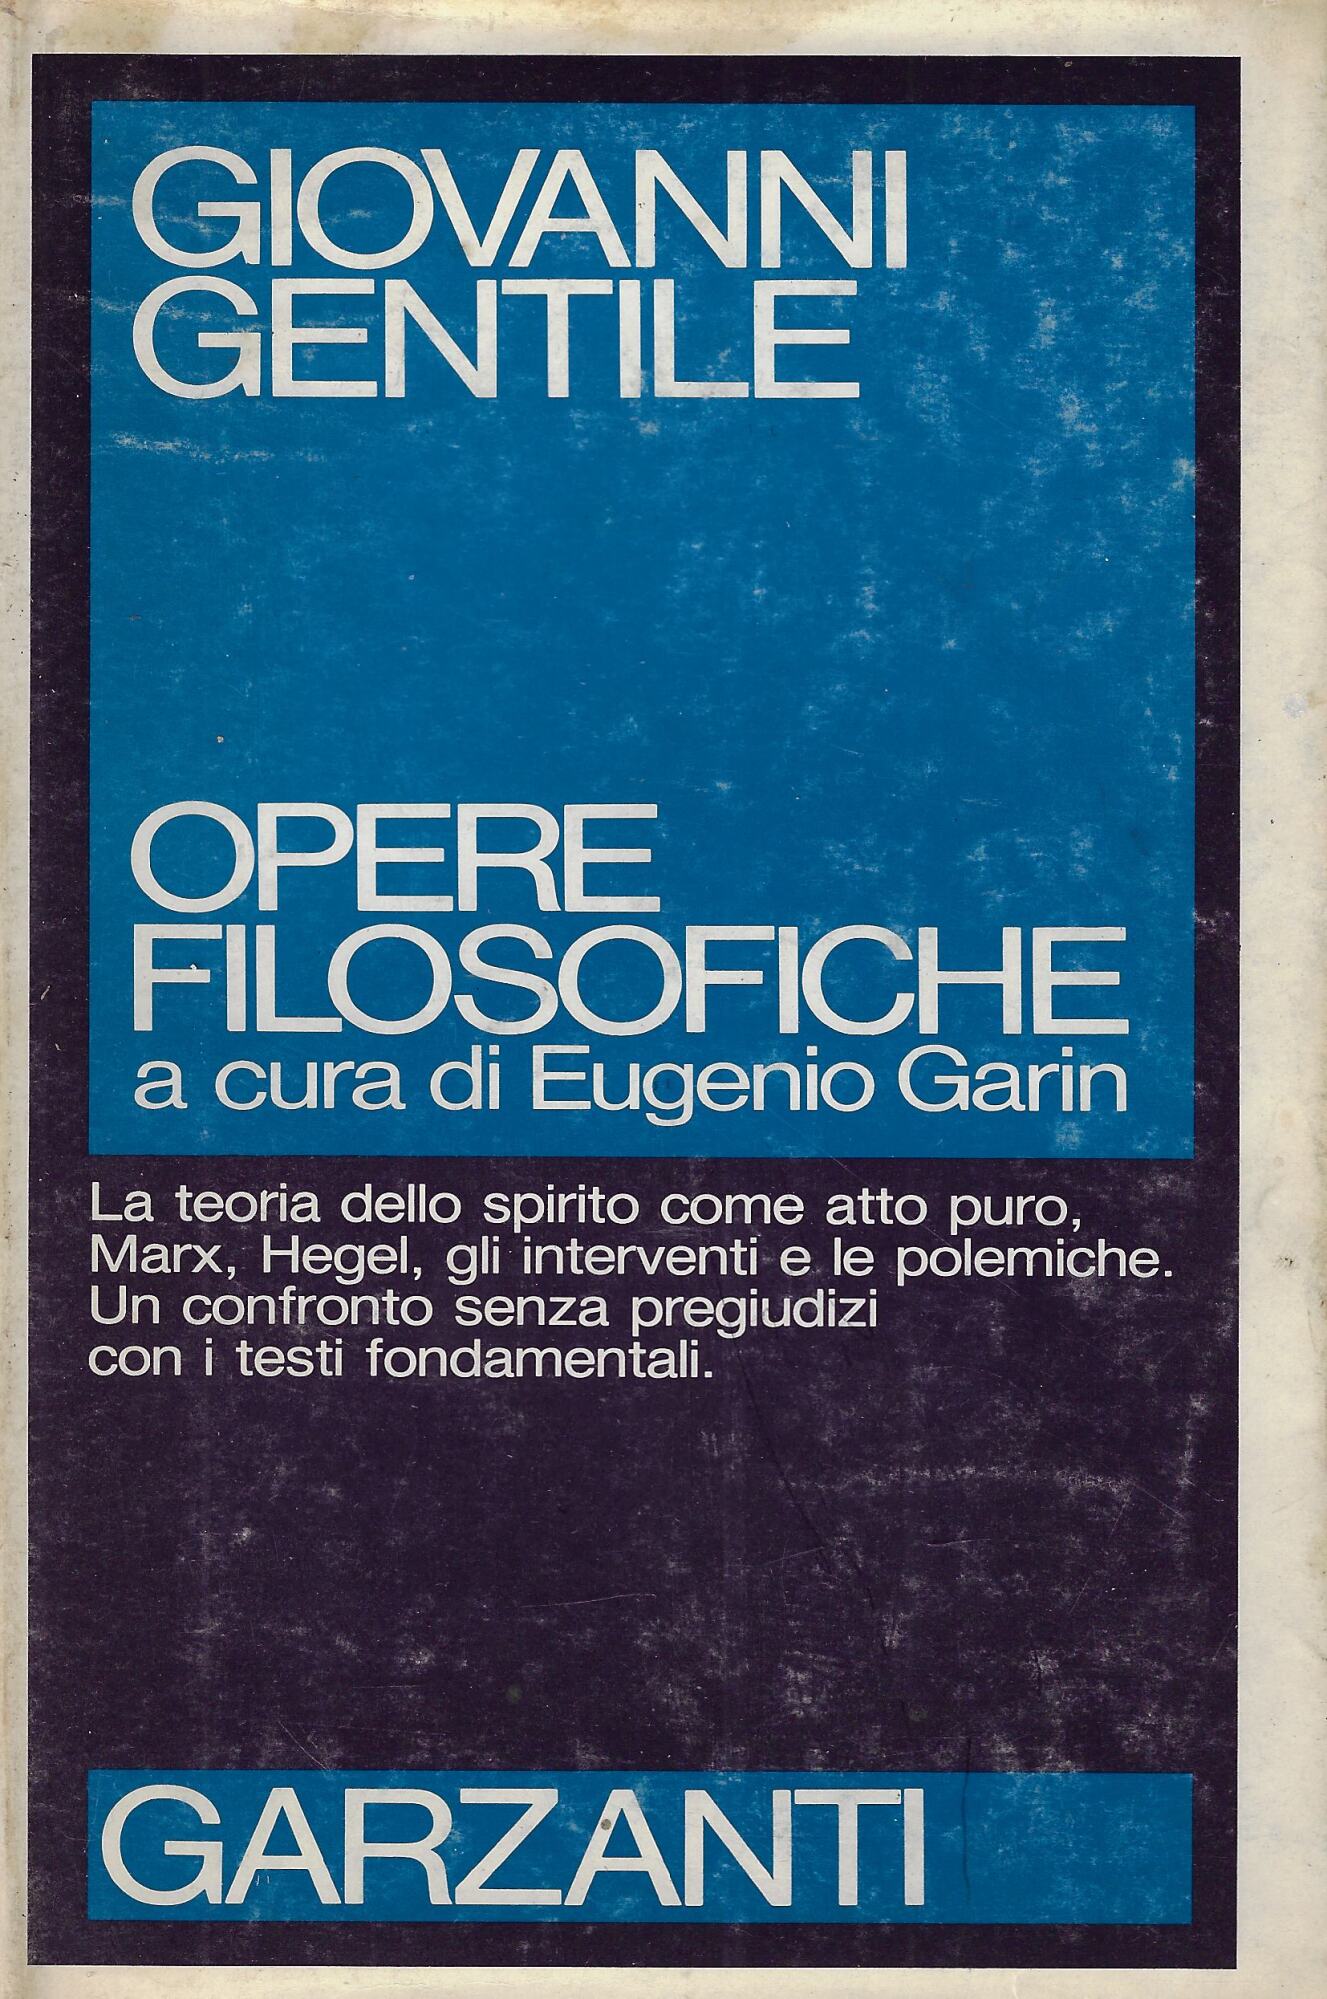 GIOVANNI
GENTILE
OPERE
FILOSOFICHE
a cura di Eugenio Garin
La teoria dello spirito come atto puro,
Marx, Hegel, gli interventi e le polemiche.
Un confronto senza pregiudizi
con i testi fondamentali.
GARZANTI